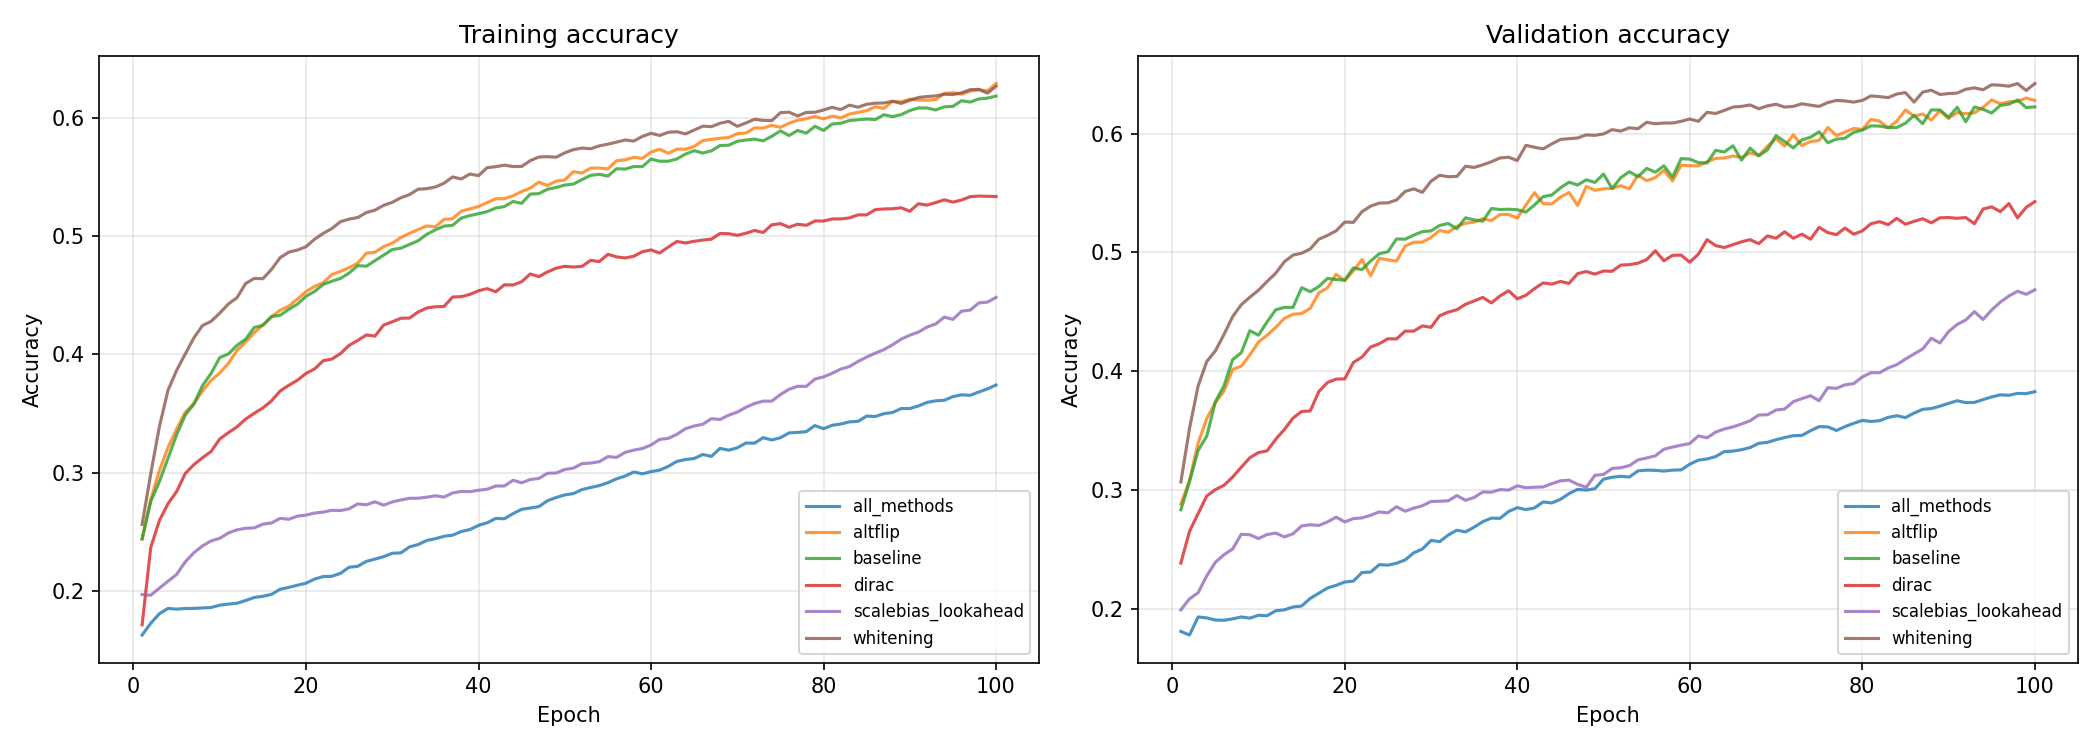 Training accuracy
Accuracy
0.6
0.5
0.4
0.3
0.2
0
20
40
60
80
100
Epoch
all_methods
altflip
baseline
dirac
scalebias_lookahead
whitening
Validation accuracy
Accuracy
0.6
0.5
0.4
0.3
0.2
0
20
40
60
80
100
Epoch
all_methods
altflip
baseline
dirac
scalebias_lookahead
whitening